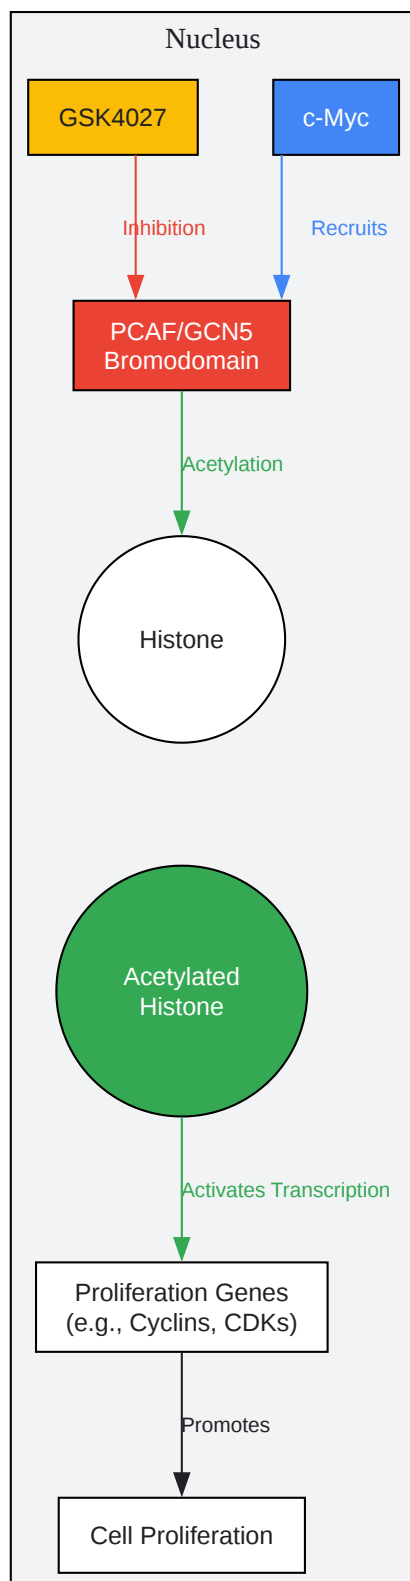 Nucleus
GSK4027
c-Myc
Inhibition
Recruits
PCAF/GCN5
Bromodomain
Acetylation
Histone
Acetylated
Histone
Activates Transcription
Proliferation Genes
(e.g., Cyclins, CDKs)
Promotes
Cell Proliferation